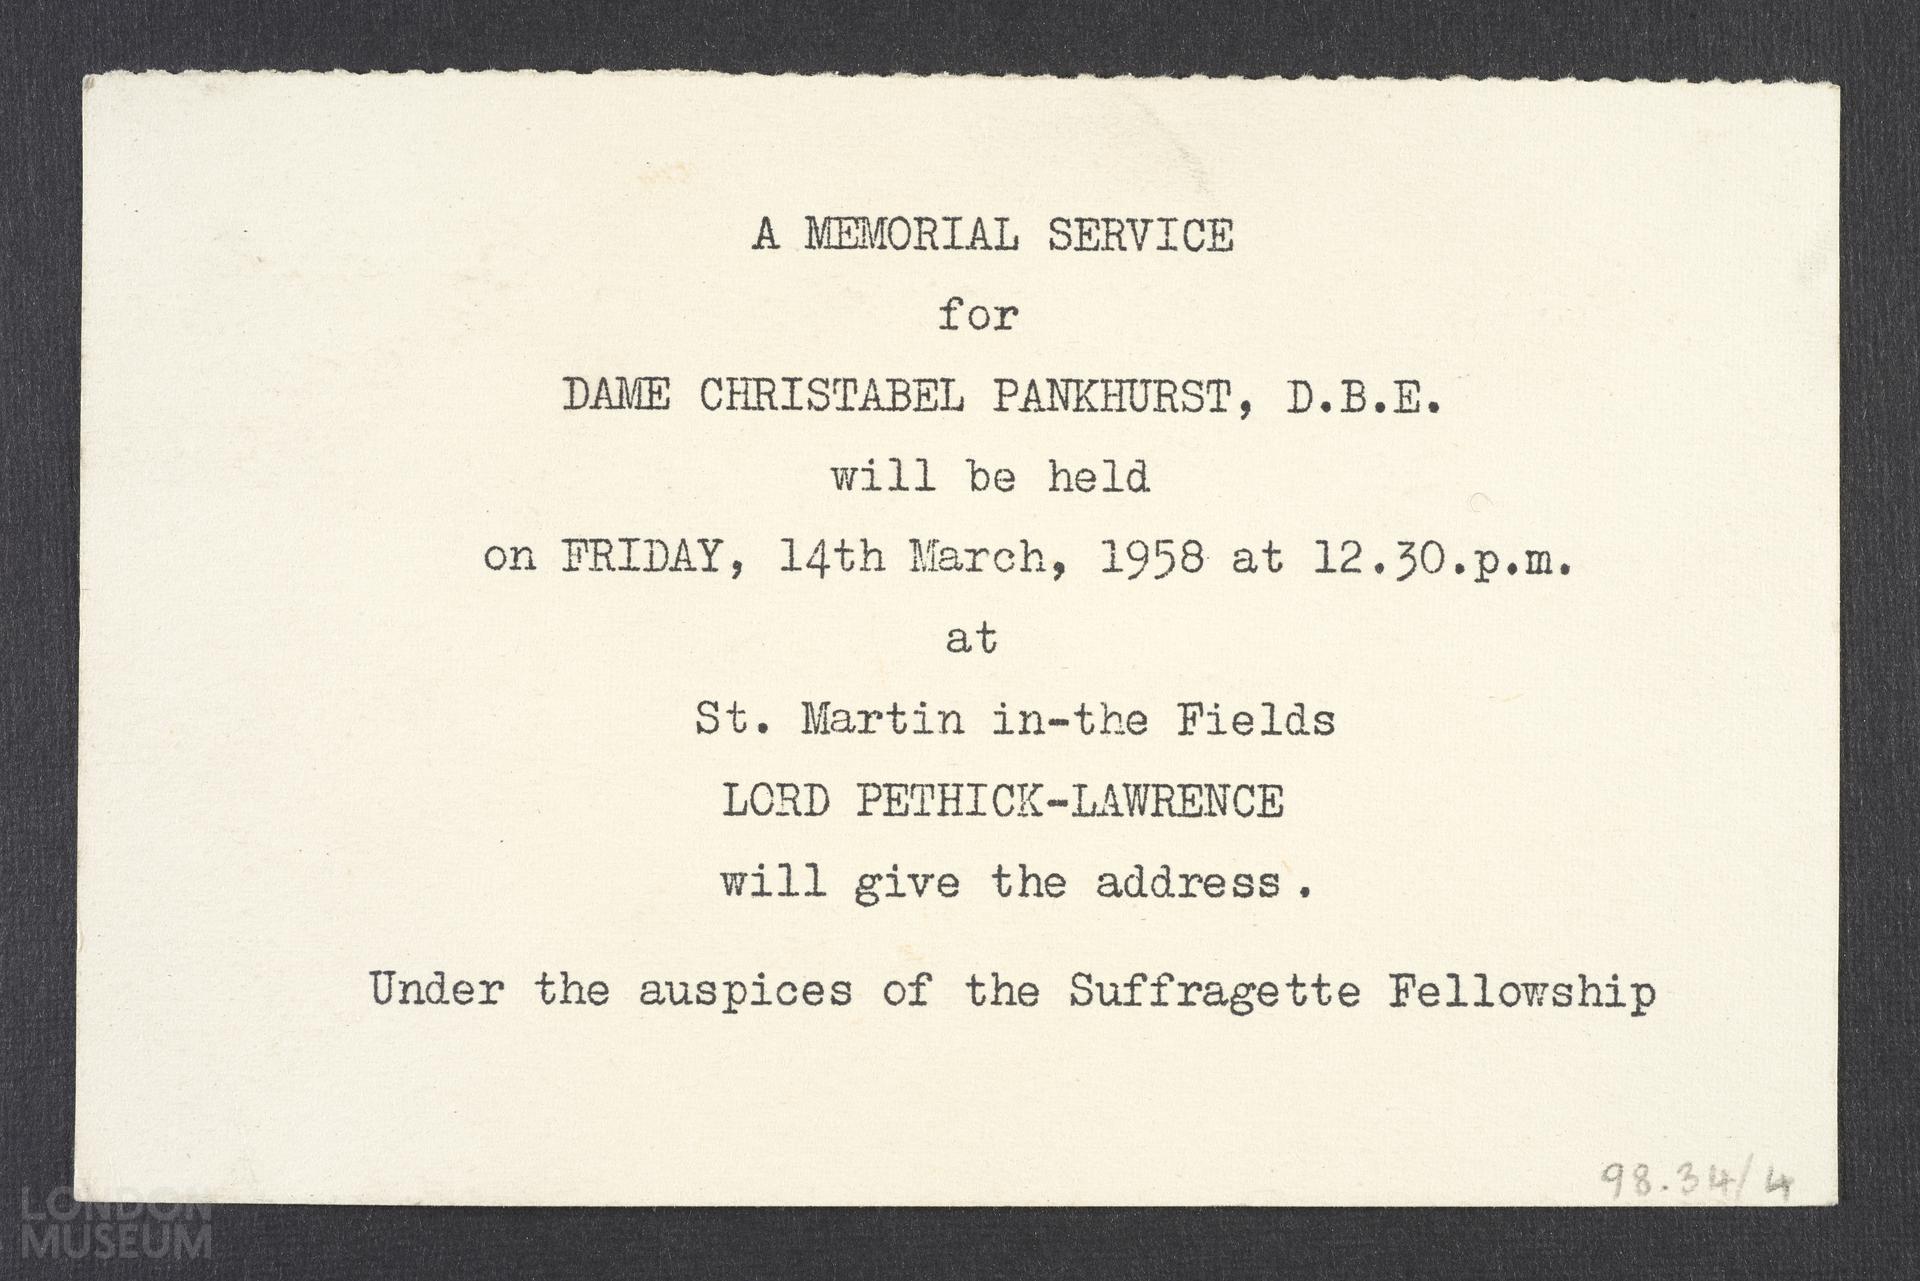 A MEMORIAL SERVICE
for
DAME CHRISTABEL PANKHURST, D.B.E.
will be held
on FRIDAY, 14th March, 1958 at 12.30.p.m.
at
St. Martin in-the Fields
LORD PETHICK-LAWRENCE
will give the address.
Under the auspices of the Suffragette Fellowship
98.34/4
LONDON
MUSEUM